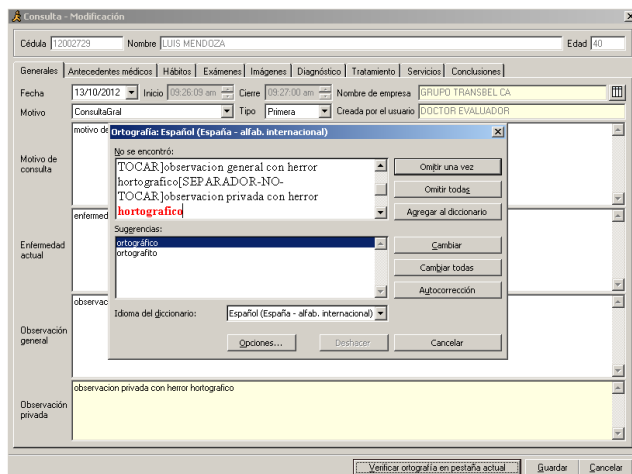 Consulta - Modificación
Cédula 12002729 Nombre LUIS MENDOZA Edad 40
Generales Antecedentes médicos Hábitos Exámenes Imágenes Diagnóstico Tratamiento Servicios Conclusiones
Fecha 13/10/2012 Inicio 09:26:09 am Cierre 09:27:00 am Nombre de empresa GRUPO TRANSBEL CA
Motivo ConsultaGral Tipo Primera Creada por el usuario DOCTOR EVALUADOR
Motivo de consulta
motivo de
Enfermedad actual
enfermed
Observación general
observac
Observación privada
observacion privada con herror hortografico
Ortografía: Español (España - alfab. internacional)
No se encontró:
TOCAR]observacion general con herror
hortografico[SEPARADOR-NO-
TOCAR]observacion privada con herror
hortografico
Omitir una vez
Omitir todas
Agregar al diccionario
Sugerencias:
ortográfico
ortografito
Cambiar
Cambiar todas
Autocorrección
Idioma del diccionario: Español (España - alfab. internacional)
Opciones... Deshacer Cancelar
Verificar ortografía en pestaña actual Guardar Cancelar